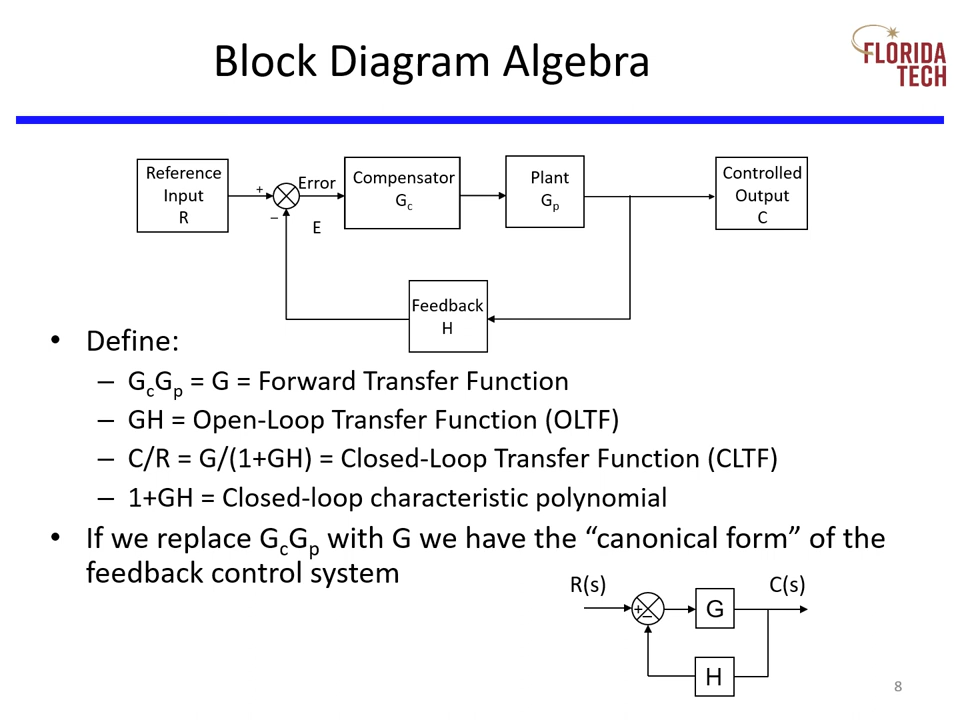 Block Diagram Algebra
FLORIDA
TECH
Reference
Input
R
+
–
Error
E
Compensator
Gc
Plant
Gp
Controlled
Output
C
Feedback
H
• Define:
– GcGp = G = Forward Transfer Function
– GH = Open-Loop Transfer Function (OLTF)
– C/R = G/(1+GH) = Closed-Loop Transfer Function (CLTF)
– 1+GH = Closed-loop characteristic polynomial
• If we replace GcGp with G we have the “canonical form” of the
feedback control system
R(s)
C(s)
+
–
G
H
8